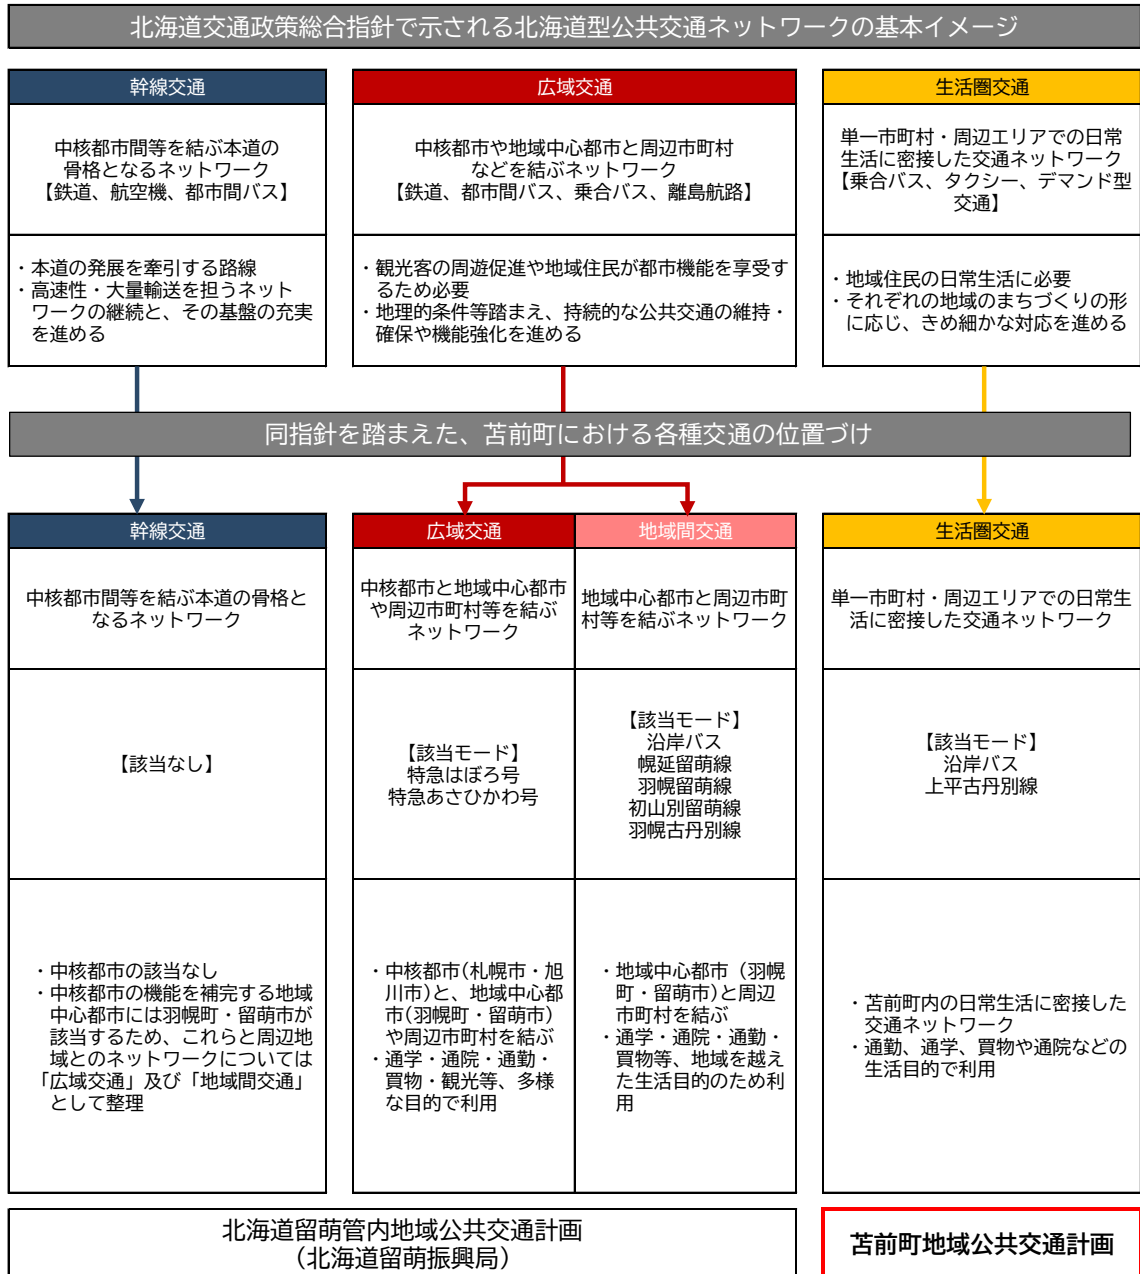 北海道交通政策総合指針で示される北海道型公共交通ネットワークの基本イメージ
幹線交通
中核都市間等を結ぶ本道の
骨格となるネットワーク
【鉄道、航空機、都市間バス】
・本道の発展を牽引する路線
・高速性・大量輸送を担うネット
ワークの継続と、その基盤の充実
を進める
広域交通
中核都市や地域中心都市と周辺市町村
などを結ぶネットワーク
【鉄道、都市間バス、乗合バス、離島航路】
・観光客の周遊促進や地域住民が都市機能を享受す
るため必要
・地理的条件等踏まえ、持続的な公共交通の維持・
確保や機能強化を進める
生活圏交通
単一市町村・周辺エリアでの日常
生活に密接した交通ネットワーク
【乗合バス、タクシー、デマンド型
交通】
・地域住民の日常生活に必要
・それぞれの地域のまちづくりの形
に応じ、きめ細かな対応を進める
同指針を踏まえた、苫前町における各種交通の位置づけ
幹線交通
中核都市間等を結ぶ本道の骨格と
なるネットワーク
【該当なし】
・中核都市の該当なし
・中核都市の機能を補完する地域
中心都市には羽幌町・留萌市が
該当するため、これらと周辺地
域とのネットワークについては
「広域交通」及び「地域間交通」
として整理
広域交通
中核都市と地域中心都市
や周辺市町村等を結ぶ
ネットワーク
【該当モード】
特急はぼろ号
特急あさひかわ号
・中核都市(札幌市・旭
川市)と、地域中心都
市(羽幌町・留萌市)
や周辺市町村を結ぶ
・通学・通院・通勤・
買物・観光等、多様
な目的で利用
地域間交通
地域中心都市と周辺市町
村等を結ぶネットワーク
【該当モード】
沿岸バス
幌延留萌線
羽幌留萌線
初山別留萌線
羽幌古丹別線
・地域中心都市（羽幌
町・留萌市)と周辺
市町村を結ぶ
・通学・通院・通勤・
買物等、地域を越え
た生活目的のため利
用
生活圏交通
単一市町村・周辺エリアでの日常生
活に密接した交通ネットワーク
【該当モード】
沿岸バス
上平古丹別線
・苫前町内の日常生活に密接した
交通ネットワーク
・通勤、通学、買物や通院などの
生活目的で利用
北海道留萌管内地域公共交通計画
（北海道留萌振興局）
苫前町地域公共交通計画